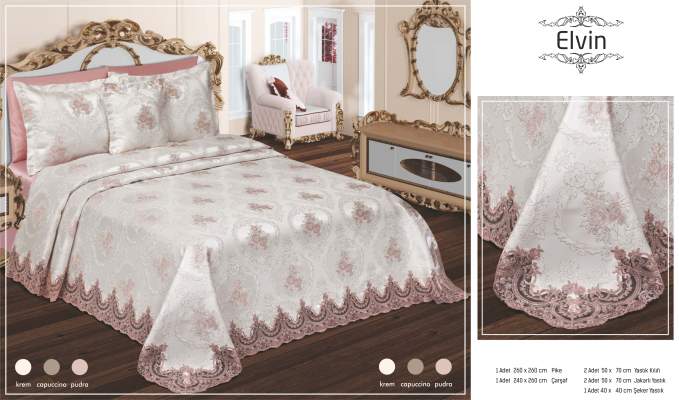 Elvin
krem capuccino pudra
krem capuccino pudra
1 Adet 260 x 260 cm Pike
1 Adet 240 x 260 cm Çarşaf
2 Adet 50 x 70 cm Yastık Kılıfı
2 Adet 50 x 70 cm Jakarlı Yastık
1 Adet 40 x 40 cm Şeker Yastık